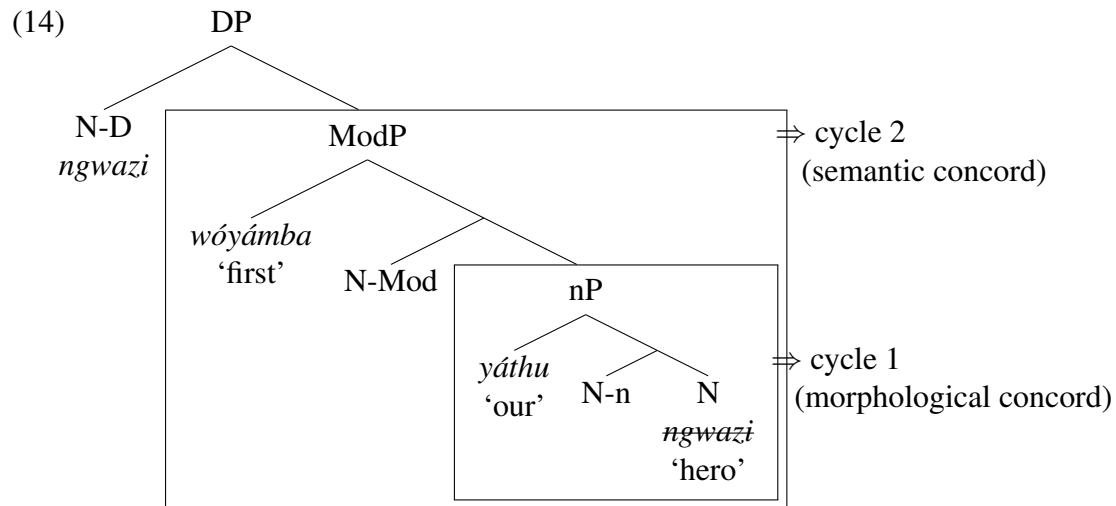 (14) DP
N-D
ngwazi
ModP
⇒ cycle 2
(semantic concord)
wóyámba
‘first’
N-Mod
nP
⇒ cycle 1
(morphological concord)
yáthu
‘our’
N-n
N
ngwazi
‘hero’